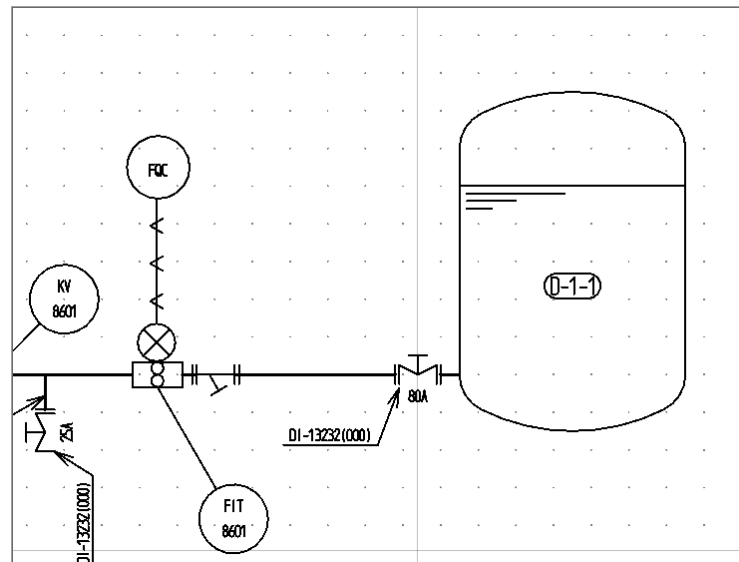 FQC
KV
8601
D-1-1
80A
DI-13232(000)
25A
DI-13232(000)
FIT
8601